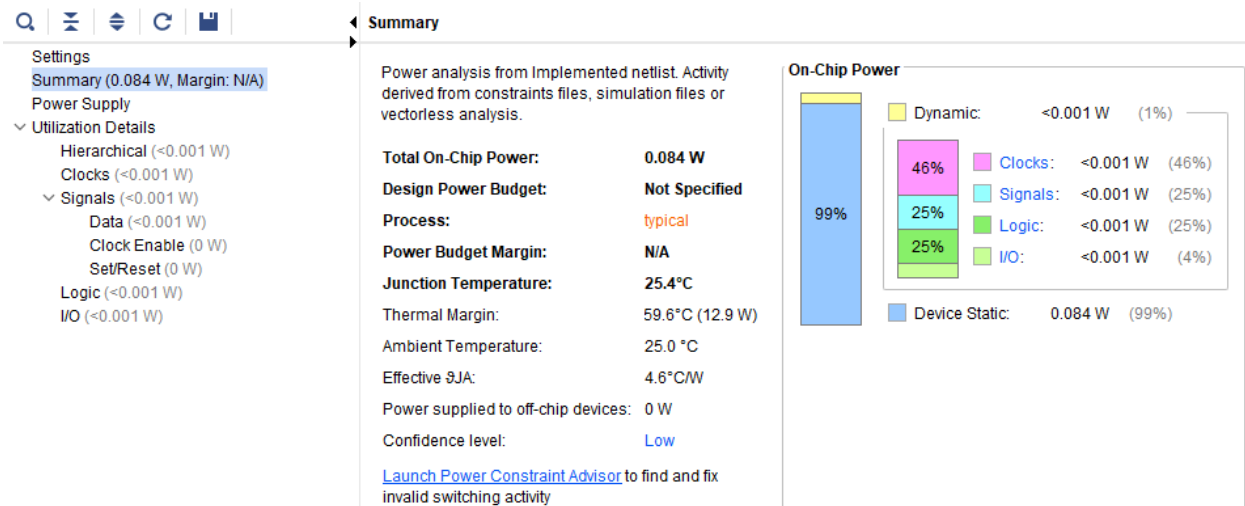 Summary
Settings
Summary (0.084 W, Margin: N/A)
Power Supply
Utilization Details
Hierarchical (<0.001 W)
Clocks (<0.001 W)
Signals (<0.001 W)
Data (<0.001 W)
Clock Enable (0 W)
Set/Reset (0 W)
Logic (<0.001 W)
I/O (<0.001 W)
Power analysis from Implemented netlist. Activity
derived from constraints files, simulation files or
vectorless analysis.
Total On-Chip Power: 0.084 W
Design Power Budget: Not Specified
Process: typical
Power Budget Margin: N/A
Junction Temperature: 25.4°C
Thermal Margin: 59.6°C (12.9 W)
Ambient Temperature: 25.0 °C
Effective ϑJA: 4.6°C/W
Power supplied to off-chip devices: 0 W
Confidence level: Low
Launch Power Constraint Advisor to find and fix
invalid switching activity
On-Chip Power
Dynamic: <0.001 W (1%)
46% Clocks: <0.001 W (46%)
25% Signals: <0.001 W (25%)
25% Logic: <0.001 W (25%)
I/O: <0.001 W (4%)
99%
Device Static: 0.084 W (99%)